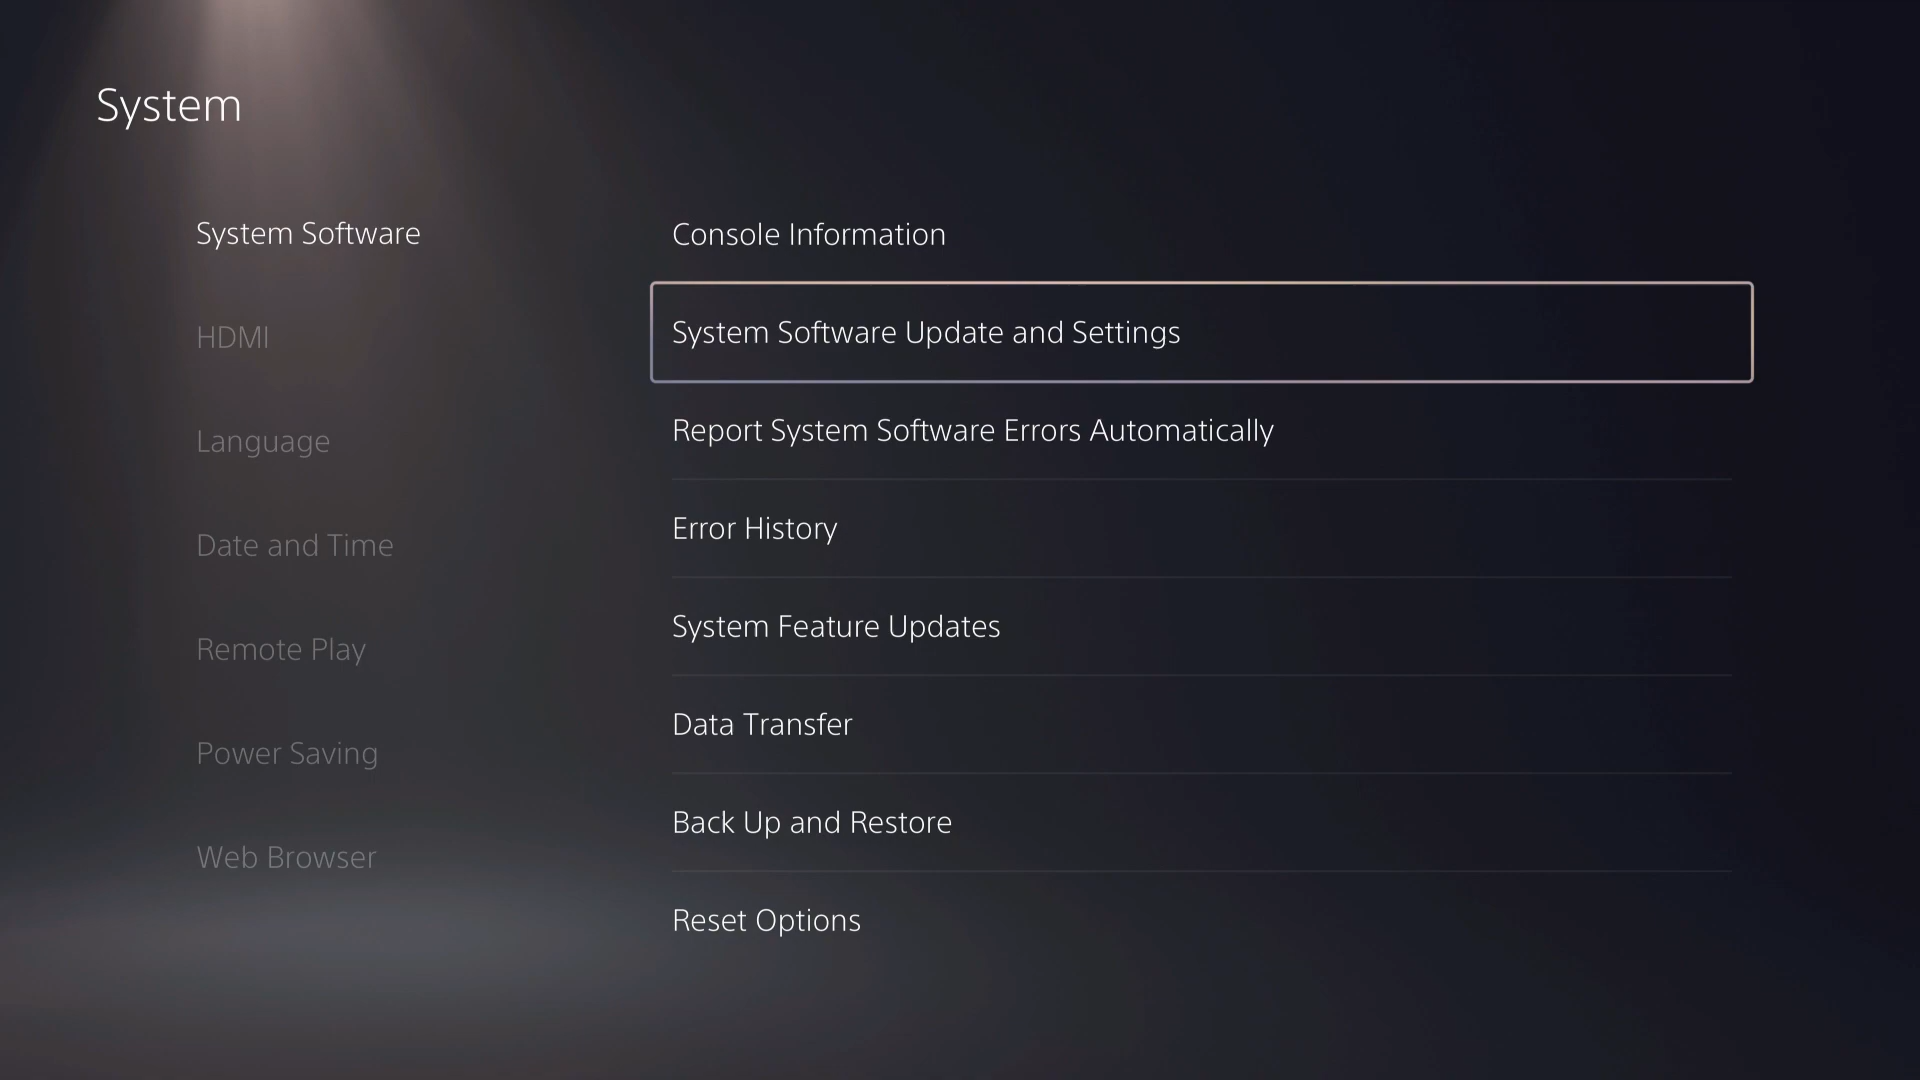 System
System Software
HDMI
Language
Date and Time
Remote Play
Power Saving
Web Browser
Console Information
System Software Update and Settings
Report System Software Errors Automatically
Error History
System Feature Updates
Data Transfer
Back Up and Restore
Reset Options